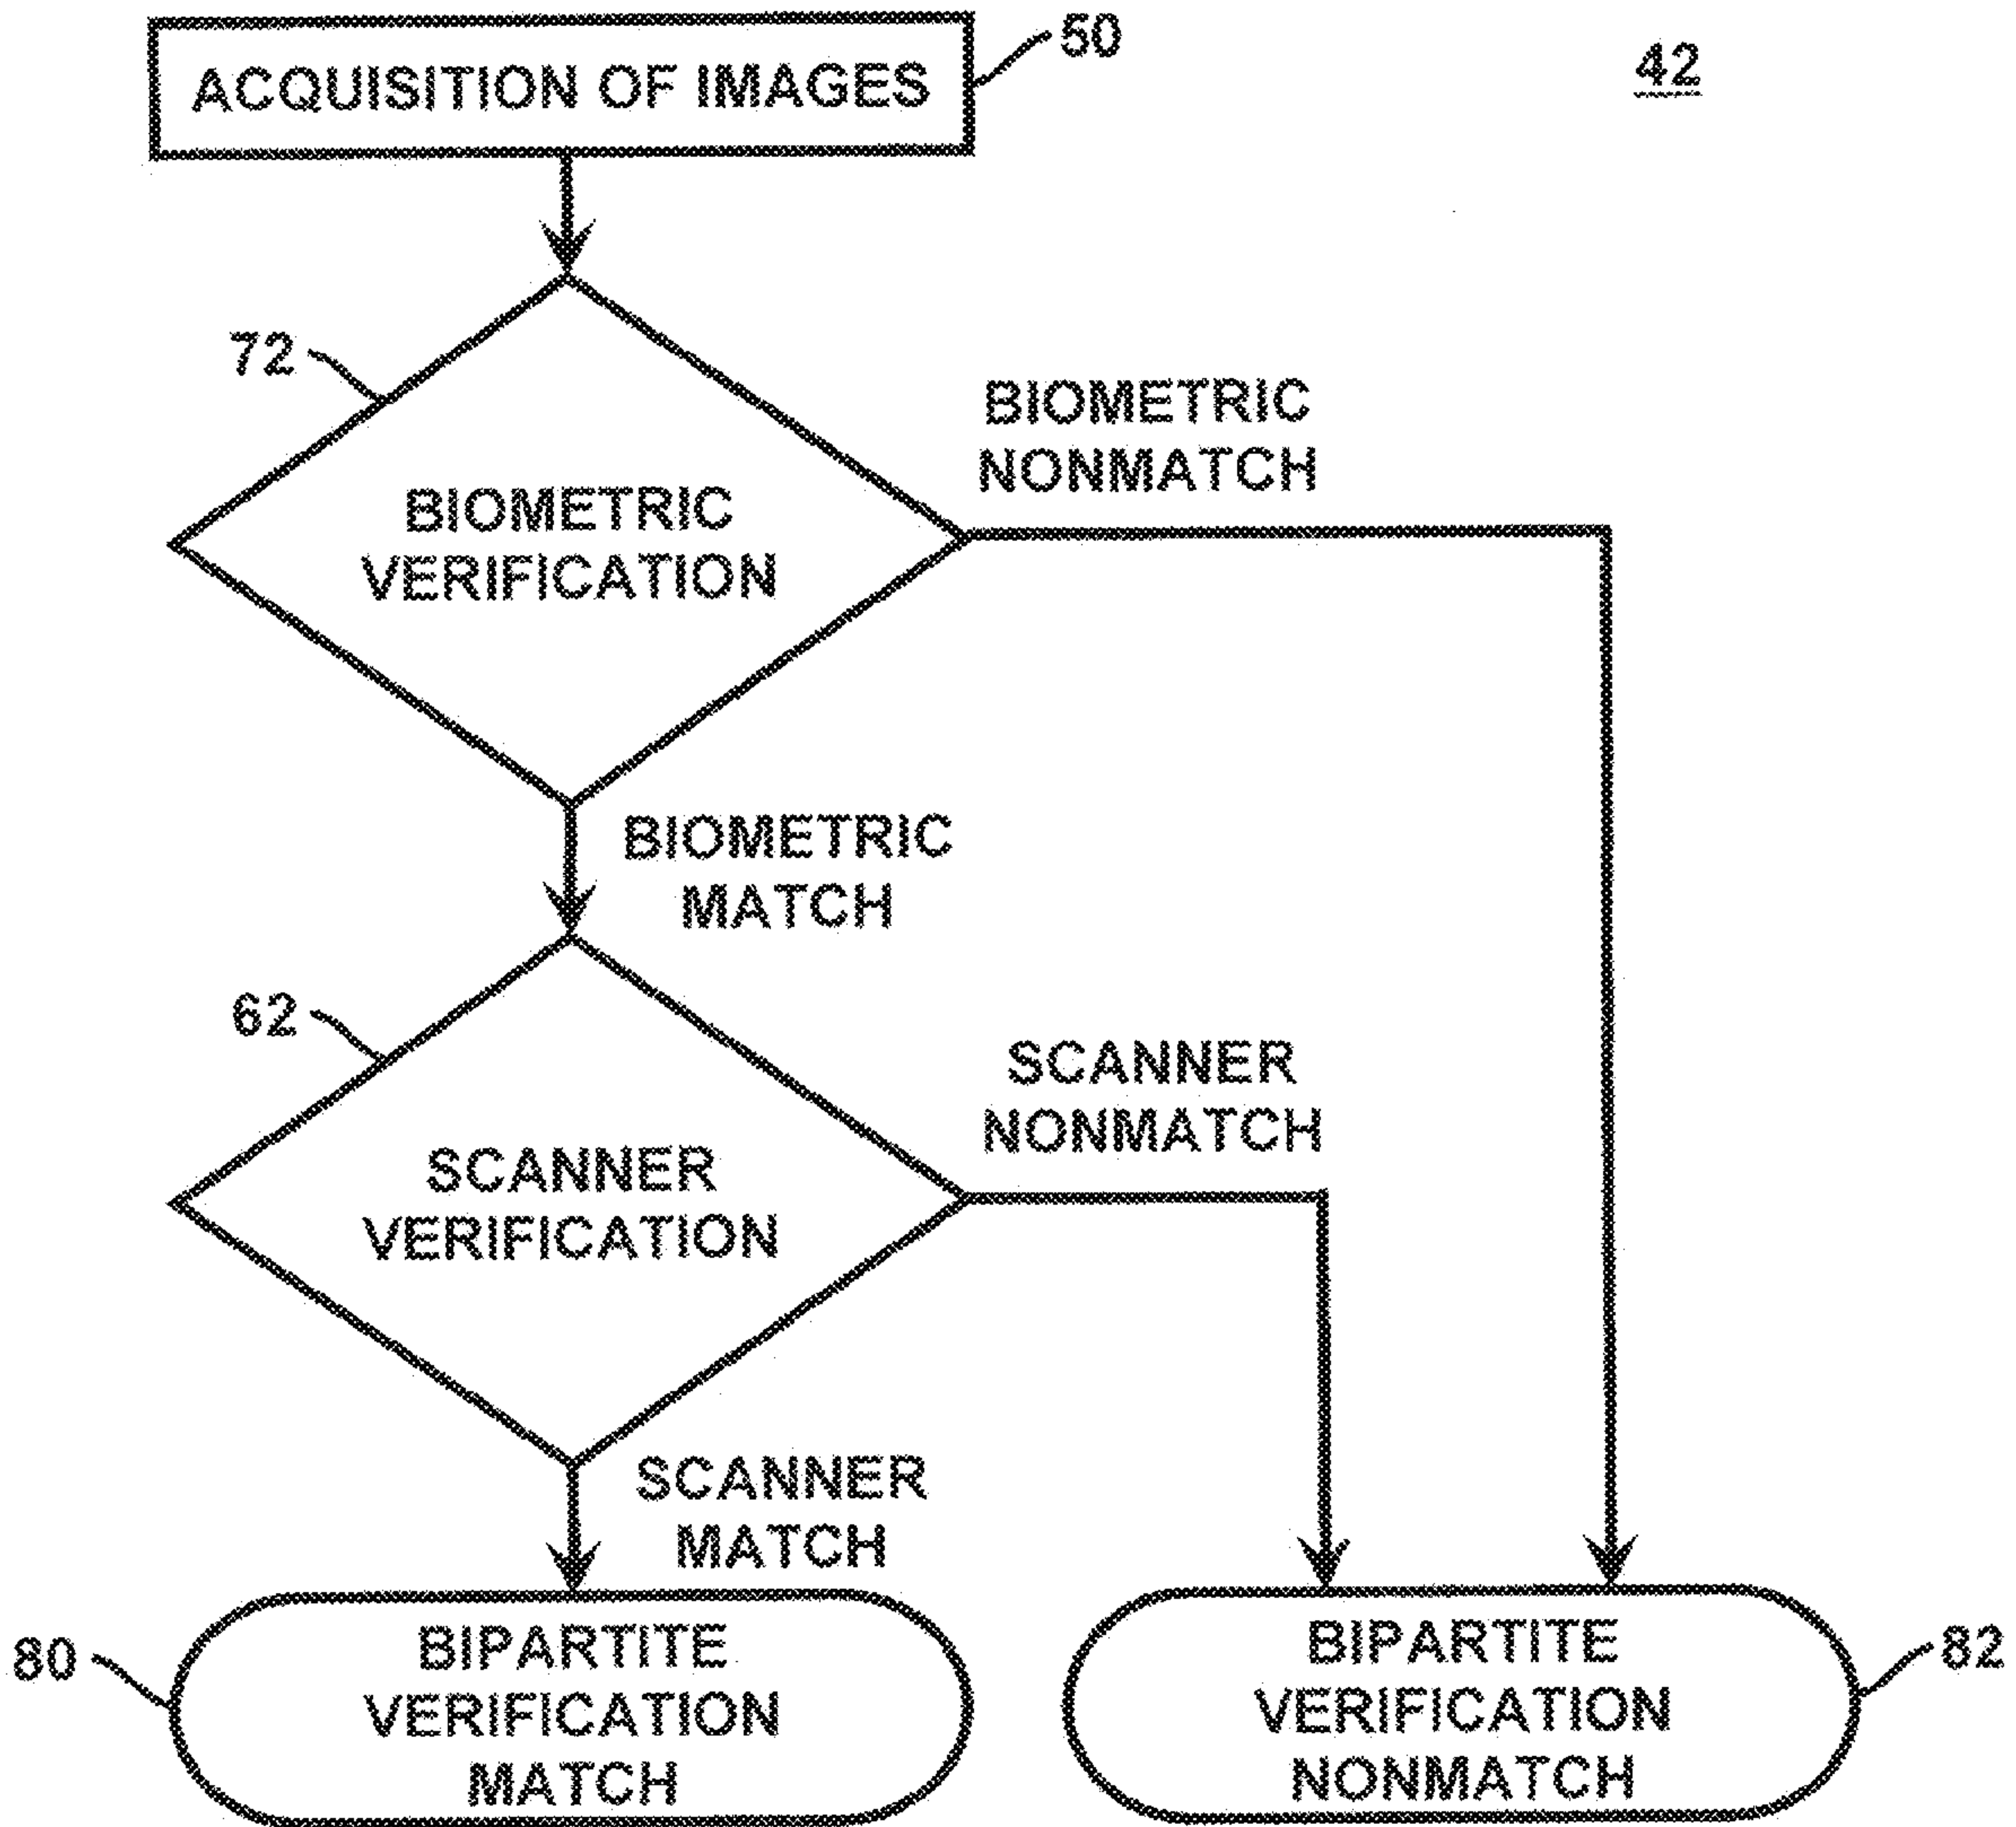 ACQUISITION OF IMAGES
50
42
72
BIOMETRIC
NONMATCH
BIOMETRIC
VERIFICATION
BIOMETRIC
MATCH
62
SCANNER
NONMATCH
SCANNER
VERIFICATION
SCANNER
MATCH
80
BIPARTITE
VERIFICATION
MATCH
BIPARTITE
VERIFICATION
NONMATCH
82